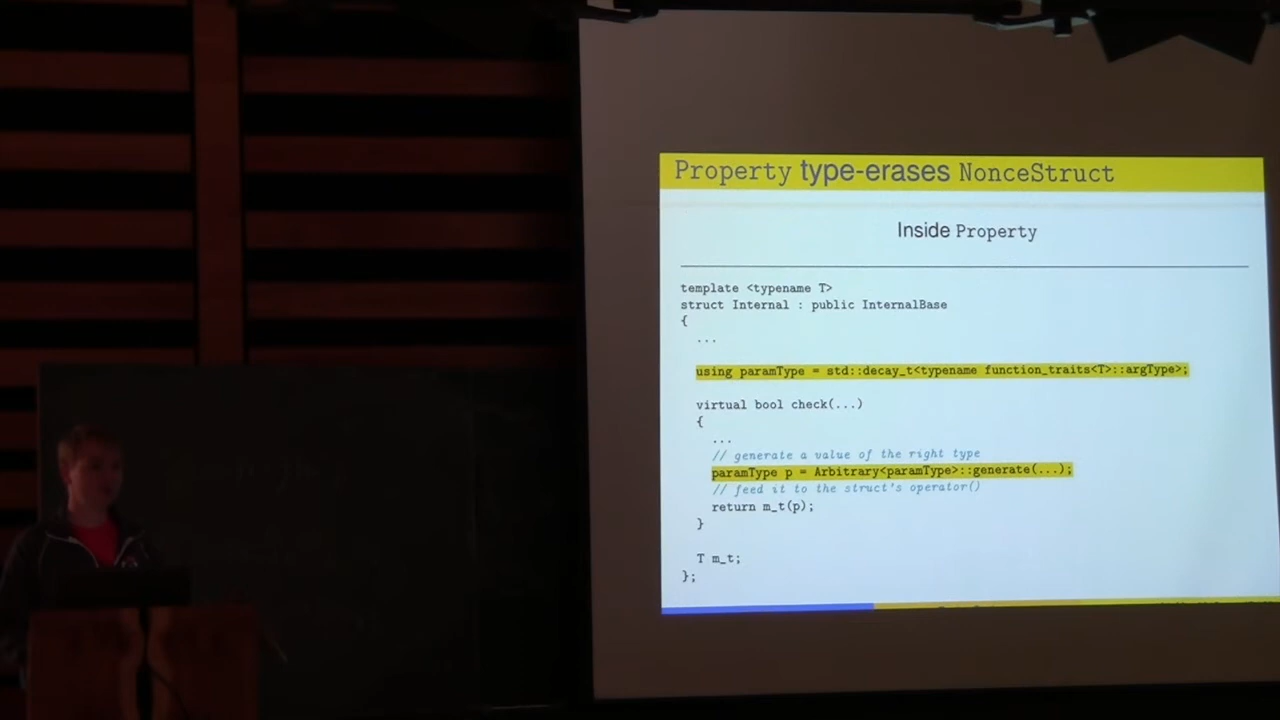 Property type-erases NonceStruct
Inside Property
template <typename T>
struct Internal : public InternalBase
{
...
using paramType = std::decay_t<typename function_traits<T>::argType>;
virtual bool check(...)
{
...
// generate a value of the right type
paramType p = Arbitrary<paramType>::generate(...);
// feed it to the struct's operator()
return m_t(p);
}
T m_t;
};